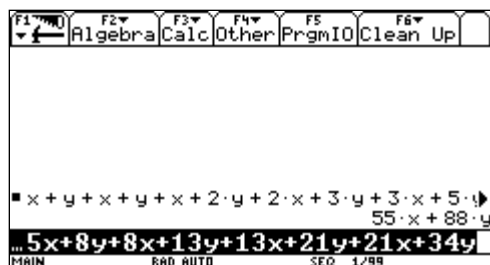 F1 F2 Algebra F3 Calc F4 Other F5 PrgmIO F6 Clean Up
x + y + x + y + x + 2·y + 2·x + 3·y + 3·x + 5·y
55·x + 88·y
…5x+8y+8x+13y+13x+21y+21x+34y
MAIN RAD AUTO SEQ 1/99